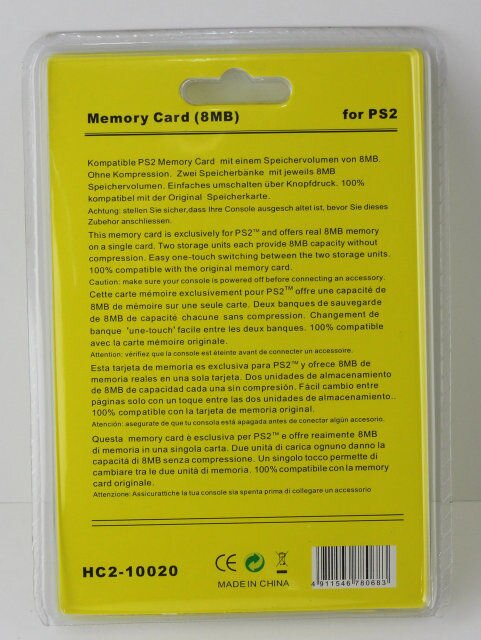 Memory Card (8MB) for PS2
Kompatible PS2 Memory Card mit einem Speichervolumen von 8MB.
Ohne Kompression. Zwei Speicherbänke mit jeweils 8MB
Speichervolumen. Einfaches umschalten über Knopfdruck. 100%
kompatibel mit der Original Speicherkarte.
Achtung: stellen Sie sicher,dass Ihre Console ausgesch altet ist, bevor Sie dieses
Zubehor anschliessen.
This memory card is exclusively for PS2™ and offers real 8MB memory
on a single card. Two storage units each provide 8MB capacity without
compression. Easy one-touch switching between the two storage units.
100% compatible with the original memory card.
Caution: make sure your console is powered off before connecting an accessory.
Cette carte mémoire exclusivement pour PS2™ offre une capacité de
8MB de mémoire sur une seule carte. Deux banques de sauvegarde
de 8MB de capacité chacune sans compression. Changement de
banque 'une-touch' facile entre les deux banques. 100% compatible
avec la carte mémoire originale.
Attention; vérifiez que la console est éteinte avant de connecter un accessoire.
Esta tarjeta de memoria es exclusiva para PS2™ y ofrece 8MB de
memoria reales en una sola tarjeta. Dos unidades de almacenamiento
de 8MB de capacidad cada una sin compresión. Fácil cambio entre
páginas solo con un toque entre las dos unidades de almacenamiento..
100% compatible con la tarjeta de memoria original.
Atención: asegurate de que tu consola está apagada antes de conectar algún accesorio.
Questa memory card è esclusiva per PS2™ e offre realmente 8MB
di memoria in una singola carta. Due unitá di carica ognuno danno la
capacitá di 8MB senza compressione. Un singolo tocco permette di
cambiare tra le due unitá di memoria. 100% compatibile con la memory
card originale.
Attenzione: Assicurattiche la tua console sia spenta prima di collegare un accessorio
HC2-10020
CE
MADE IN CHINA
4 911546 780683